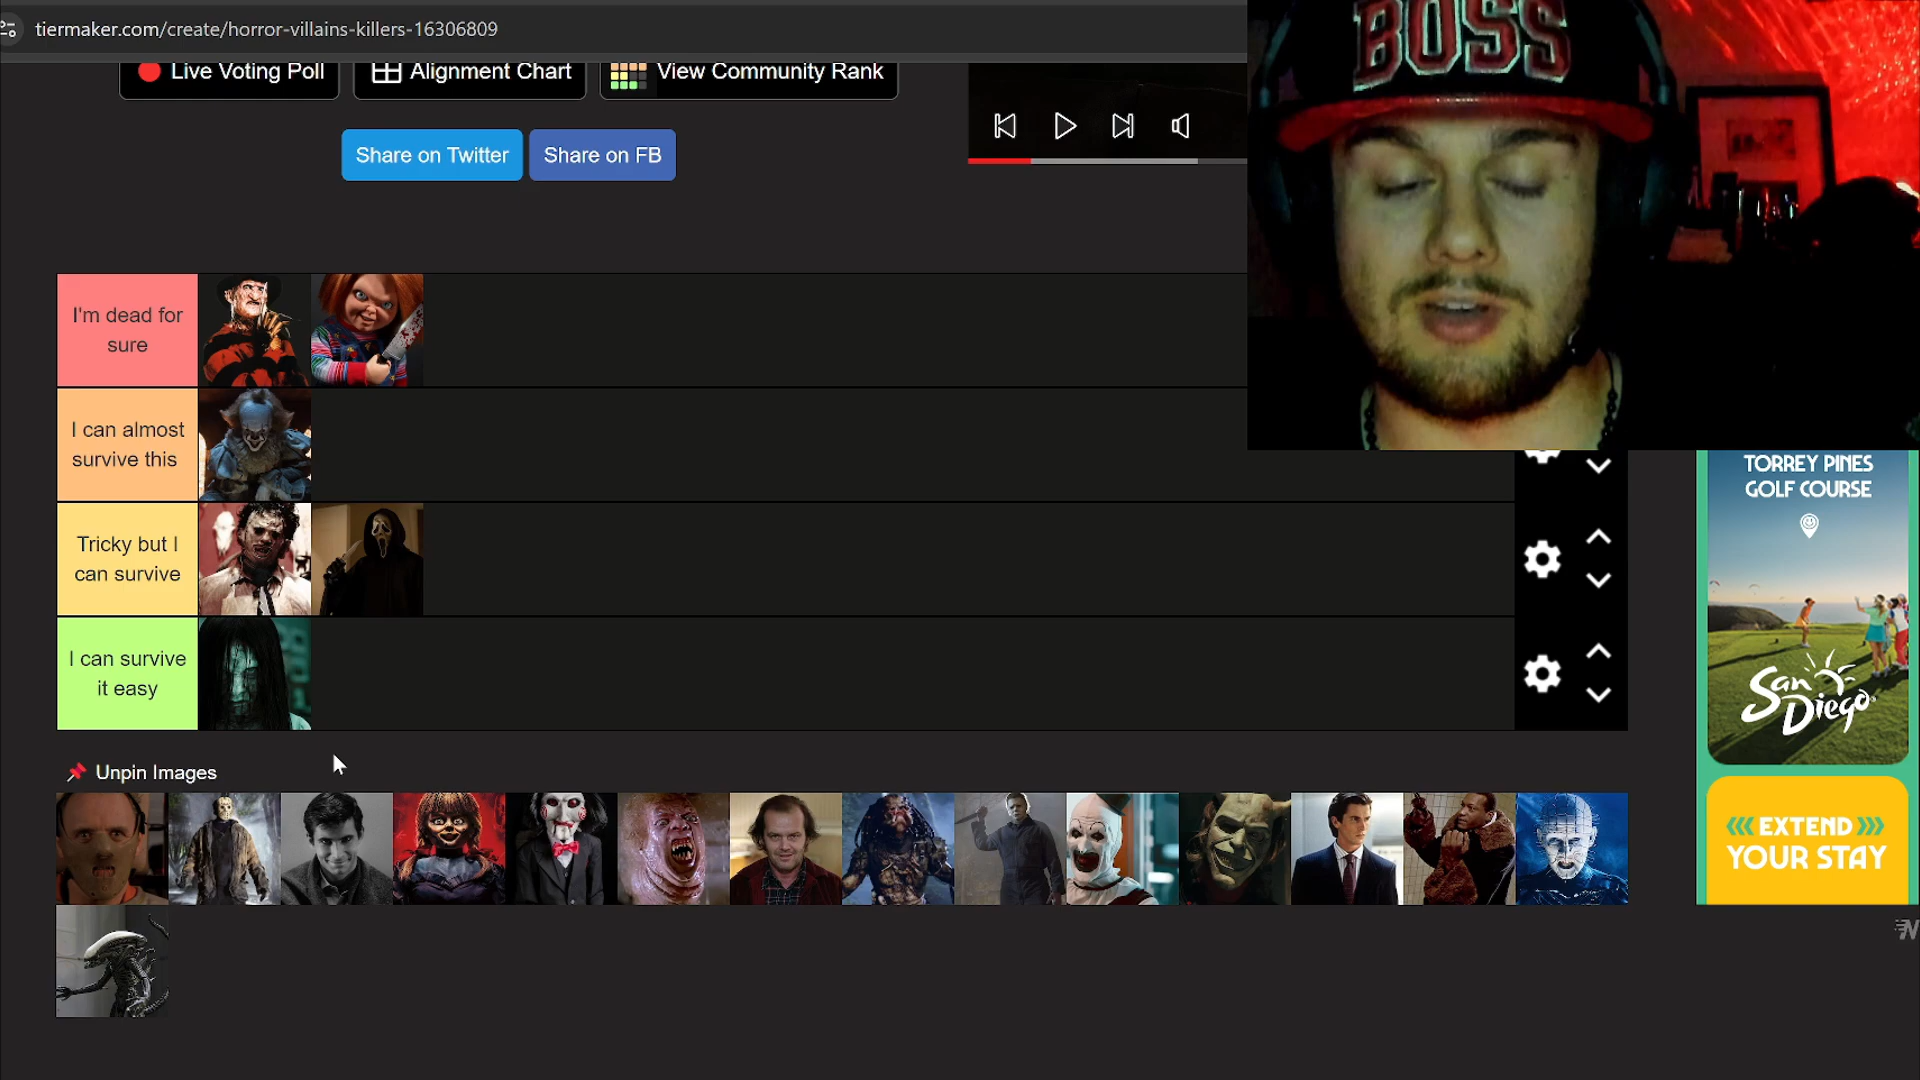 tiermaker.com/create/horror-villains-killers-16306809
BOSS
Live Voting Poll
Alignment Chart
View Community Rank
Share on Twitter
Share on FB
I'm dead for
sure
I can almost
survive this
Tricky but I
can survive
I can survive
it easy
TORREY PINES
GOLF COURSE
San
Diego
Unpin Images
EXTEND
YOUR STAY